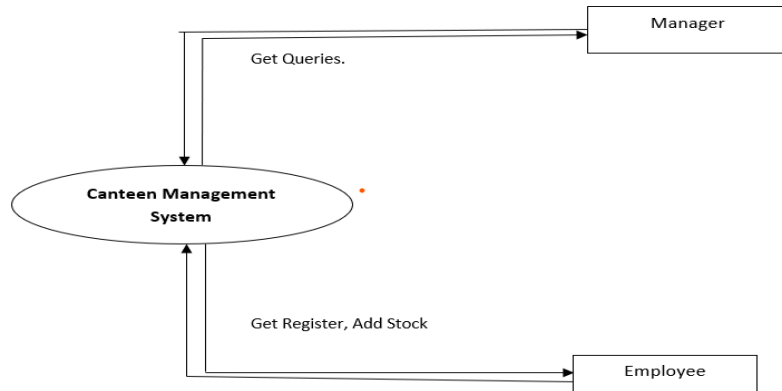 Manager
Get Queries.
Canteen Management
System
Get Register, Add Stock
Employee